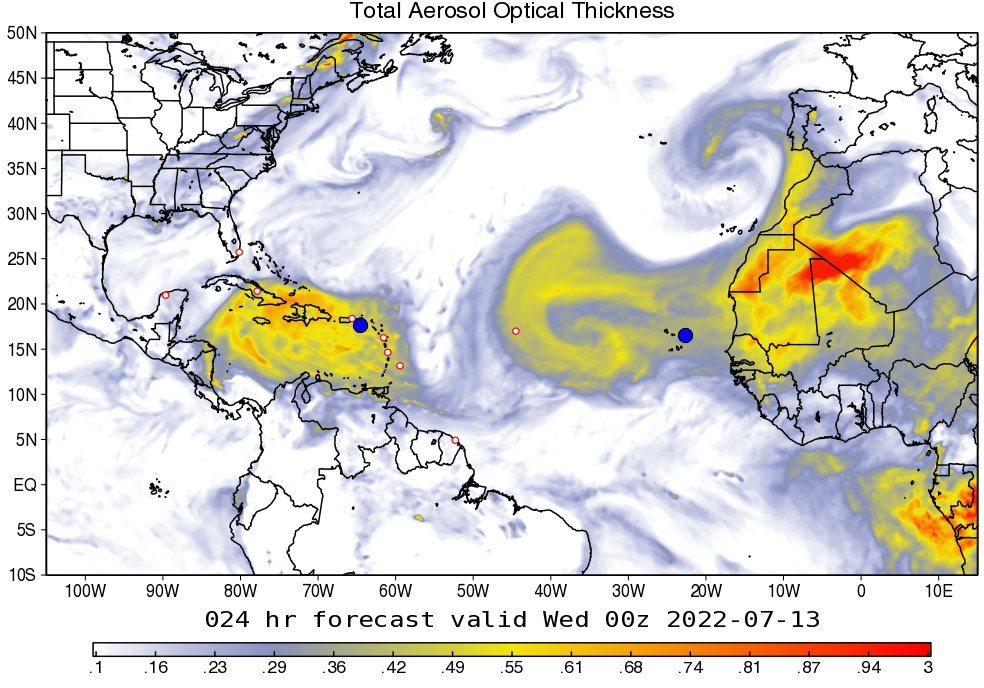 Total Aerosol Optical Thickness
50N
45N
40N
35N
30N
25N
20N
15N
10N
5N
EQ
5S
10S
100W 90W 80W 70W 60W 50W 40W 30W 20W 10W 0 10E
024 hr forecast valid Wed 00z 2022-07-13
.1 .16 .23 .29 .36 .42 .49 .55 .61 .68 .74 .81 .87 .94 3